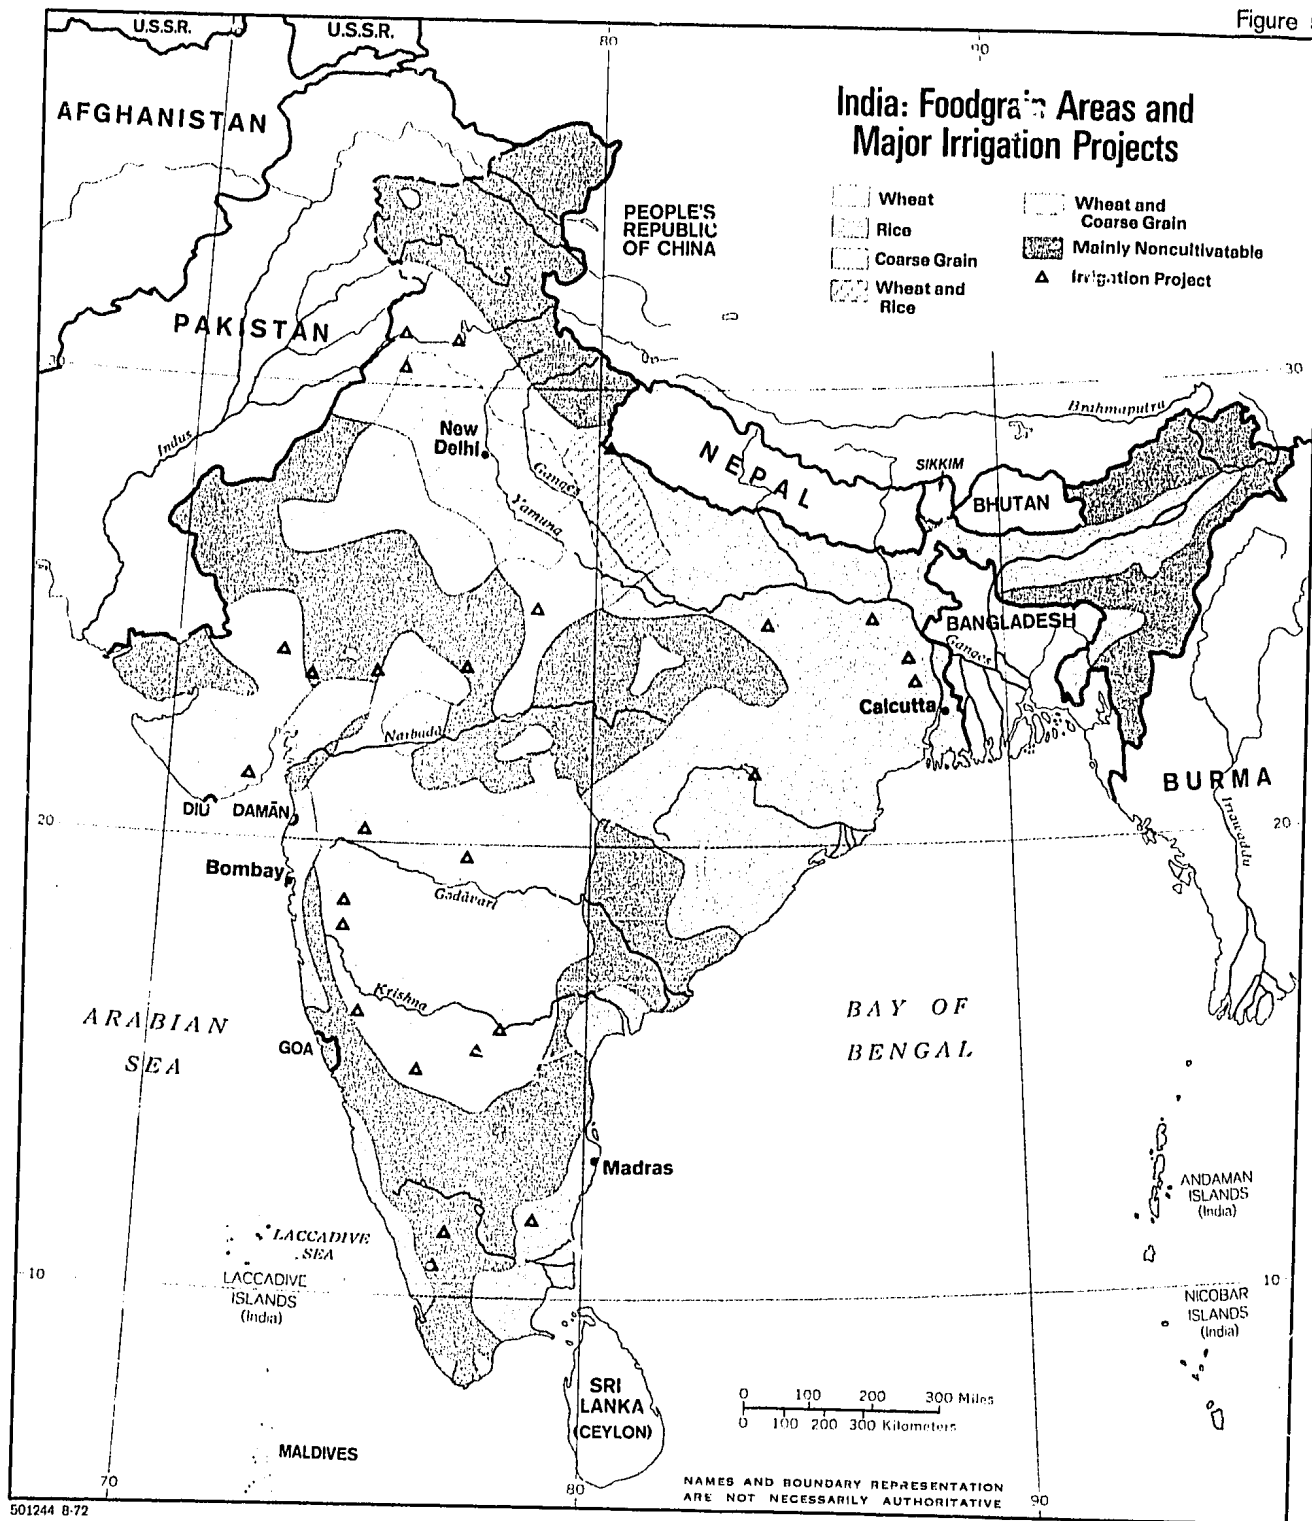 Figure
U.S.S.R.
U.S.S.R.
80
90
AFGHANISTAN
India: Foodgrain Areas and
Major Irrigation Projects
Wheat
Rice
Coarse Grain
Wheat and
Rice
Wheat and
Coarse Grain
Mainly Noncultivatable
Irrigation Project
PEOPLE'S
REPUBLIC
OF CHINA
PAKISTAN
30
30
Indus
New
Delhi
Ganges
Yamuna
NEPAL
SIKKIM
BHUTAN
Brahmaputra
BANGLADESH
Ganges
Calcutta
Narbada
BURMA
Irrawaddy
DIU
DAMĀN
20
20
Bombay
Godāvari
Krishna
ARABIAN
SEA
GOA
BAY OF
BENGAL
Madras
LACCADIVE
SEA
LACCADIVE
ISLANDS
(India)
ANDAMAN
ISLANDS
(India)
10
10
NICOBAR
ISLANDS
(India)
SRI
LANKA
(CEYLON)
0 100 200 300 Miles
0 100 200 300 Kilometers
MALDIVES
70
80
90
NAMES AND BOUNDARY REPRESENTATION
ARE NOT NECESSARILY AUTHORITATIVE
501244 8-72